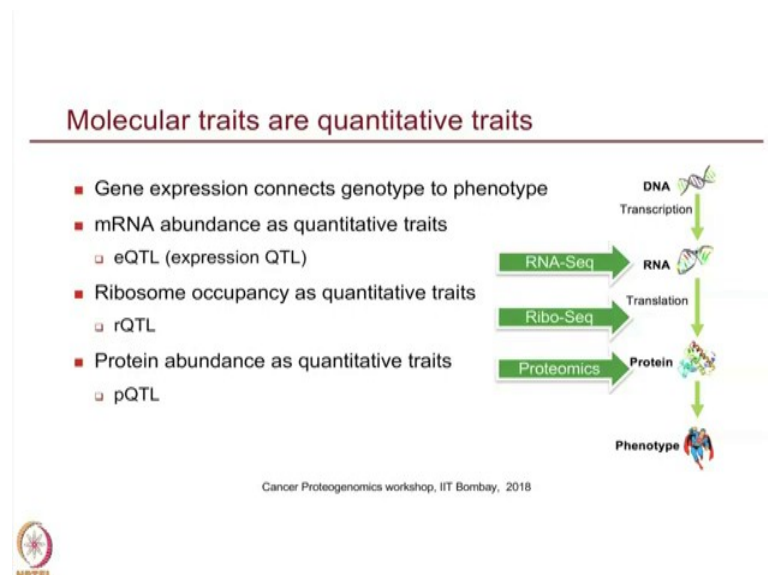 Molecular traits are quantitative traits
Gene expression connects genotype to phenotype
mRNA abundance as quantitative traits
eQTL (expression QTL)
Ribosome occupancy as quantitative traits
rQTL
Protein abundance as quantitative traits
pQTL
DNA
Transcription
RNA-Seq
RNA
Translation
Ribo-Seq
Proteomics
Protein
Phenotype
Cancer Proteogenomics workshop, IIT Bombay, 2018
NPTEL